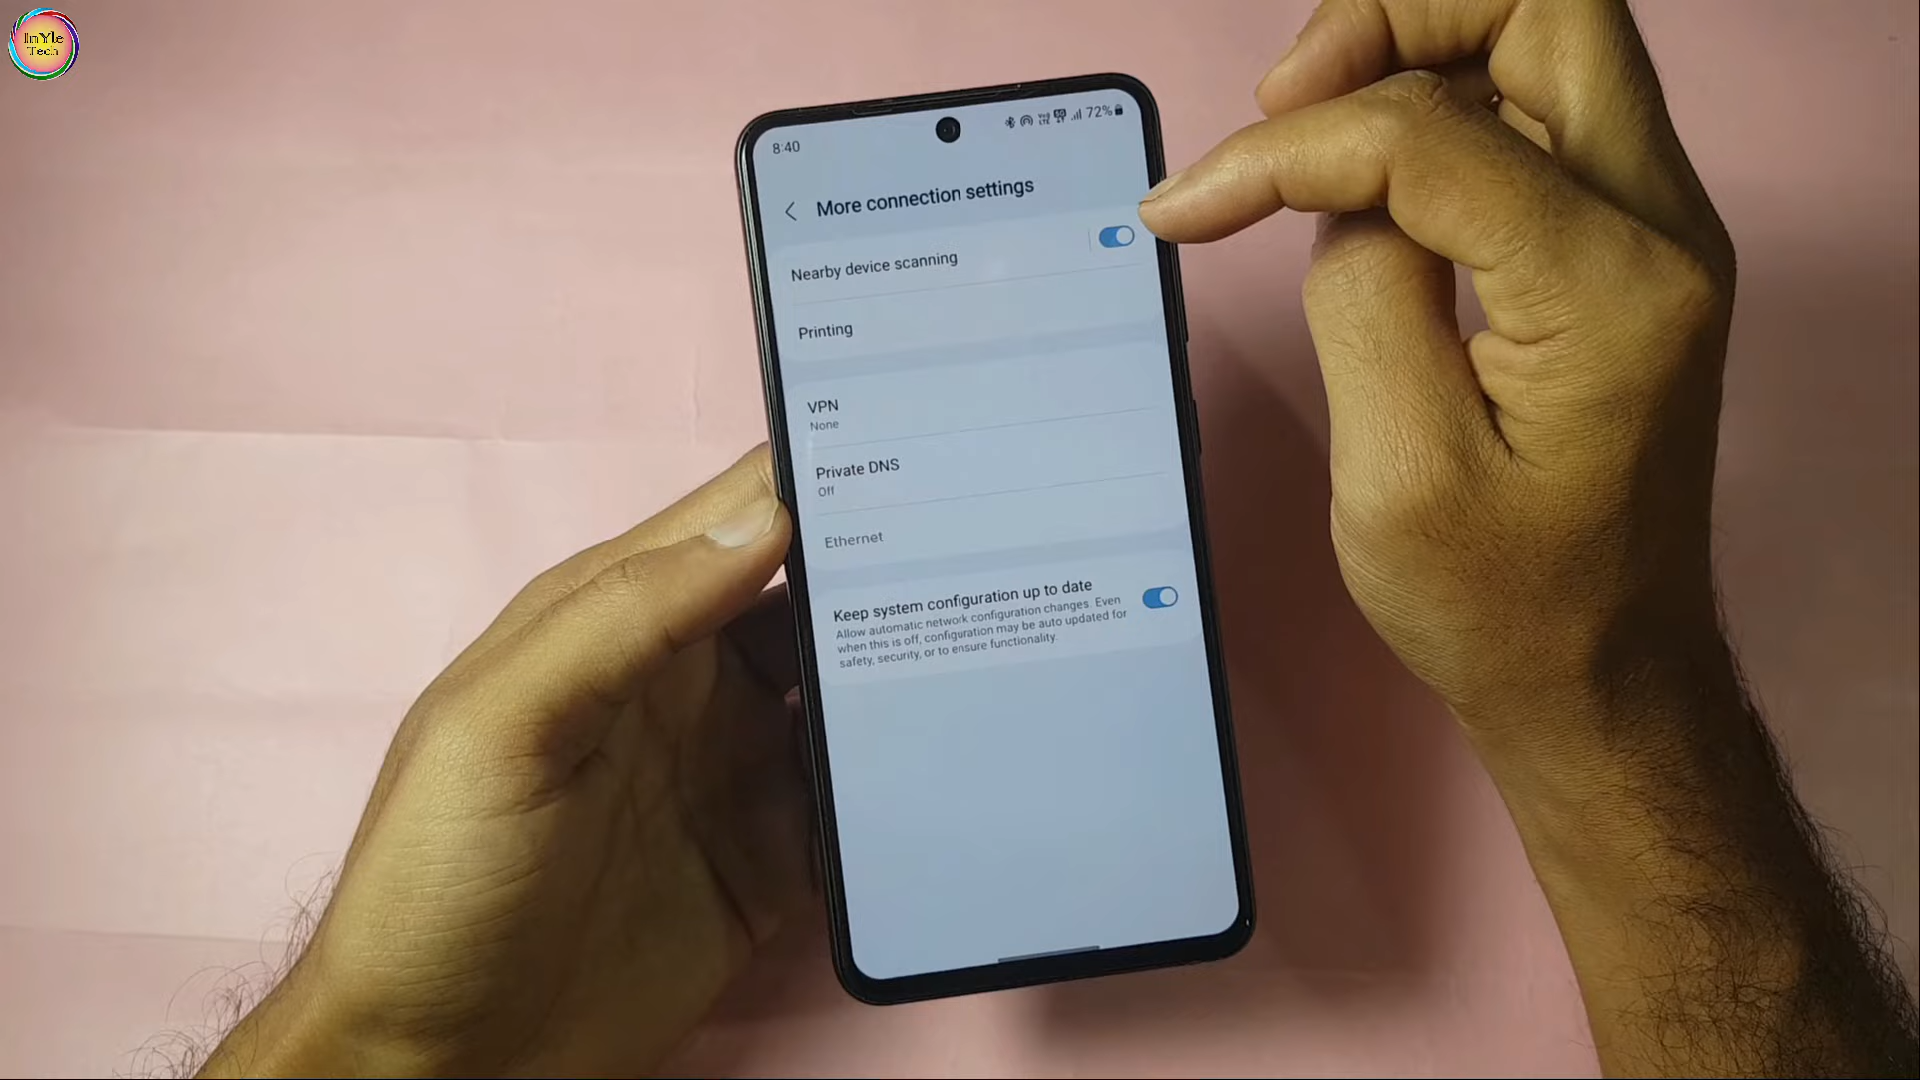 InYle
Tech
8:40
72%
More connection settings
Nearby device scanning
Printing
VPN
None
Private DNS
Off
Ethernet
Keep system configuration up to date
Allow automatic network configuration changes. Even
when this is off, configuration may be auto updated for
safety, security, or to ensure functionality.